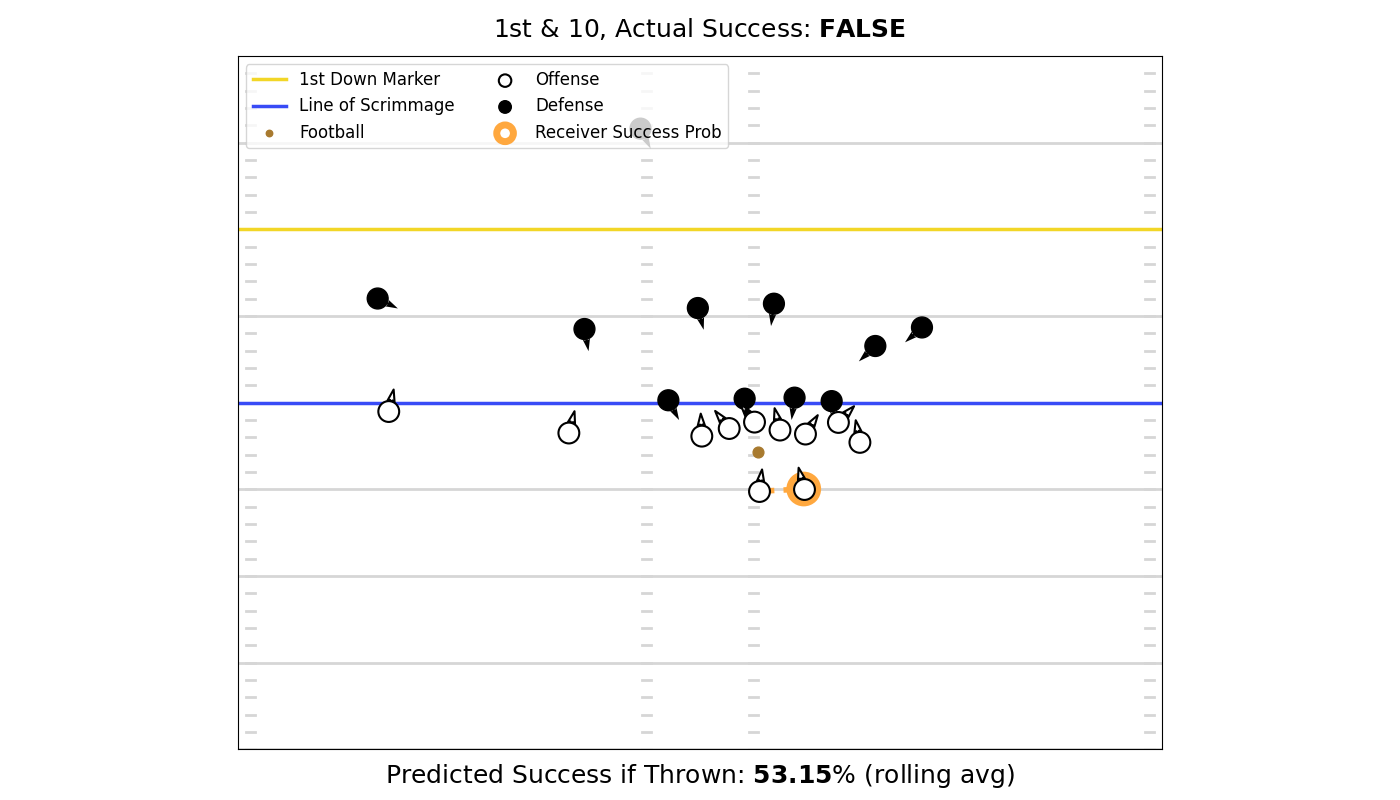 1st & 10, Actual Success: FALSE
1st Down Marker
Line of Scrimmage
Football
Offense
Defense
Receiver Success Prob
Predicted Success if Thrown: 53.15% (rolling avg)